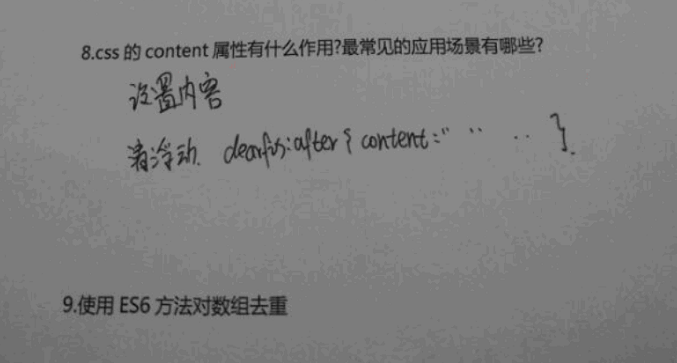 8.css 的 content 属性有什么作用?最常见的应用场景有哪些?
设置内容
清浮动. clearfix:after { content:" " .. }.
9.使用 ES6 方法对数组去重